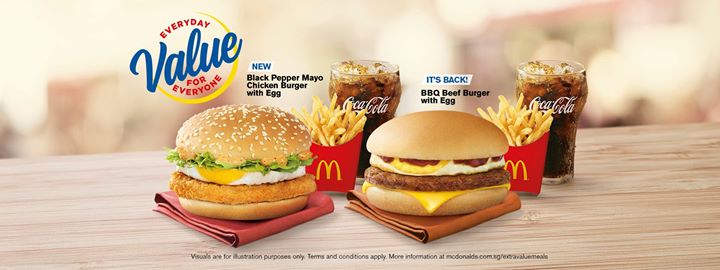 EVERYDAY
Value
FOR
EVERYONE
NEW
Black Pepper Mayo
Chicken Burger
with Egg
IT'S BACK!
BBQ Beef Burger
with Egg
Coca-Cola
Coca-Cola
Visuals are for illustration purposes only. Terms and conditions apply. More information at mcdonalds.com.sg/extravaluemeals